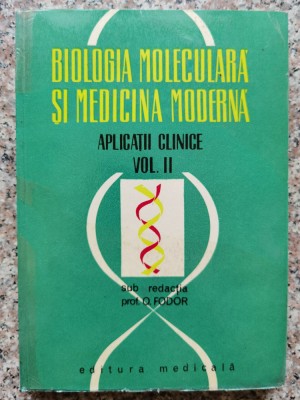 BIOLOGIA MOLECULARĂ
ȘI MEDICINA MODERNĂ
APLICAȚII CLINICE
VOL. II
sub redacția
prof. O. FODOR
editura medicală